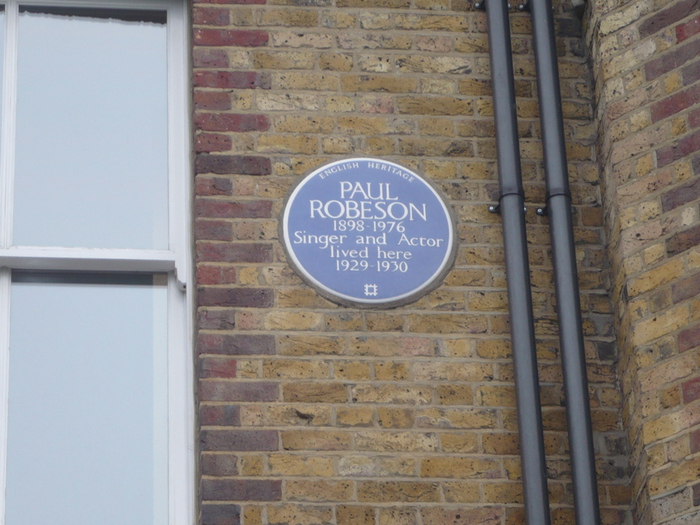 ENGLISH HERITAGE
PAUL
ROBESON
1898-1976
Singer and Actor
lived here
1929-1930